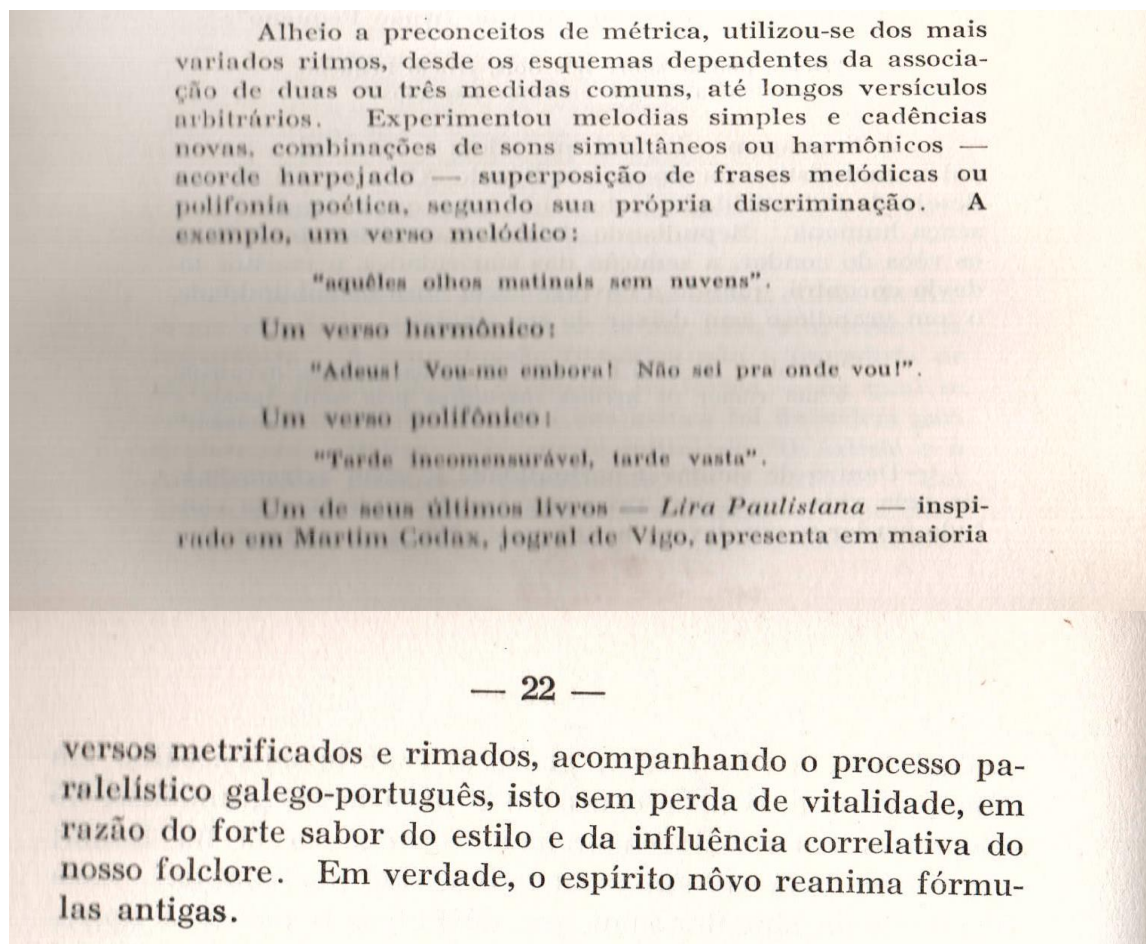 Alheio a preconceitos de métrica, utilizou-se dos mais
variados ritmos, desde os esquemas dependentes da associa-
ção de duas ou três medidas comuns, até longos versículos
arbitrários. Experimentou melodias simples e cadências
novas, combinações de sons simultâneos ou harmônicos —
acorde harpejado — superposição de frases melódicas ou
polifonia poética, segundo sua própria discriminação. A
exemplo, um verso melódico:
"aquêles olhos matinais sem nuvens".
Um verso harmônico:
"Adeus! Vou-me embora! Não sei pra onde vou!".
Um verso polifônico:
"Tarde incomensurável, tarde vasta".
Um de seus últimos livros — Lira Paulistana — inspi-
rado em Martim Codax, jogral de Vigo, apresenta em maioria
— 22 —
versos metrificados e rimados, acompanhando o processo pa-
ralelístico galego-português, isto sem perda de vitalidade, em
razão do forte sabor do estilo e da influência correlativa do
nosso folclore. Em verdade, o espírito nôvo reanima fórmu-
las antigas.